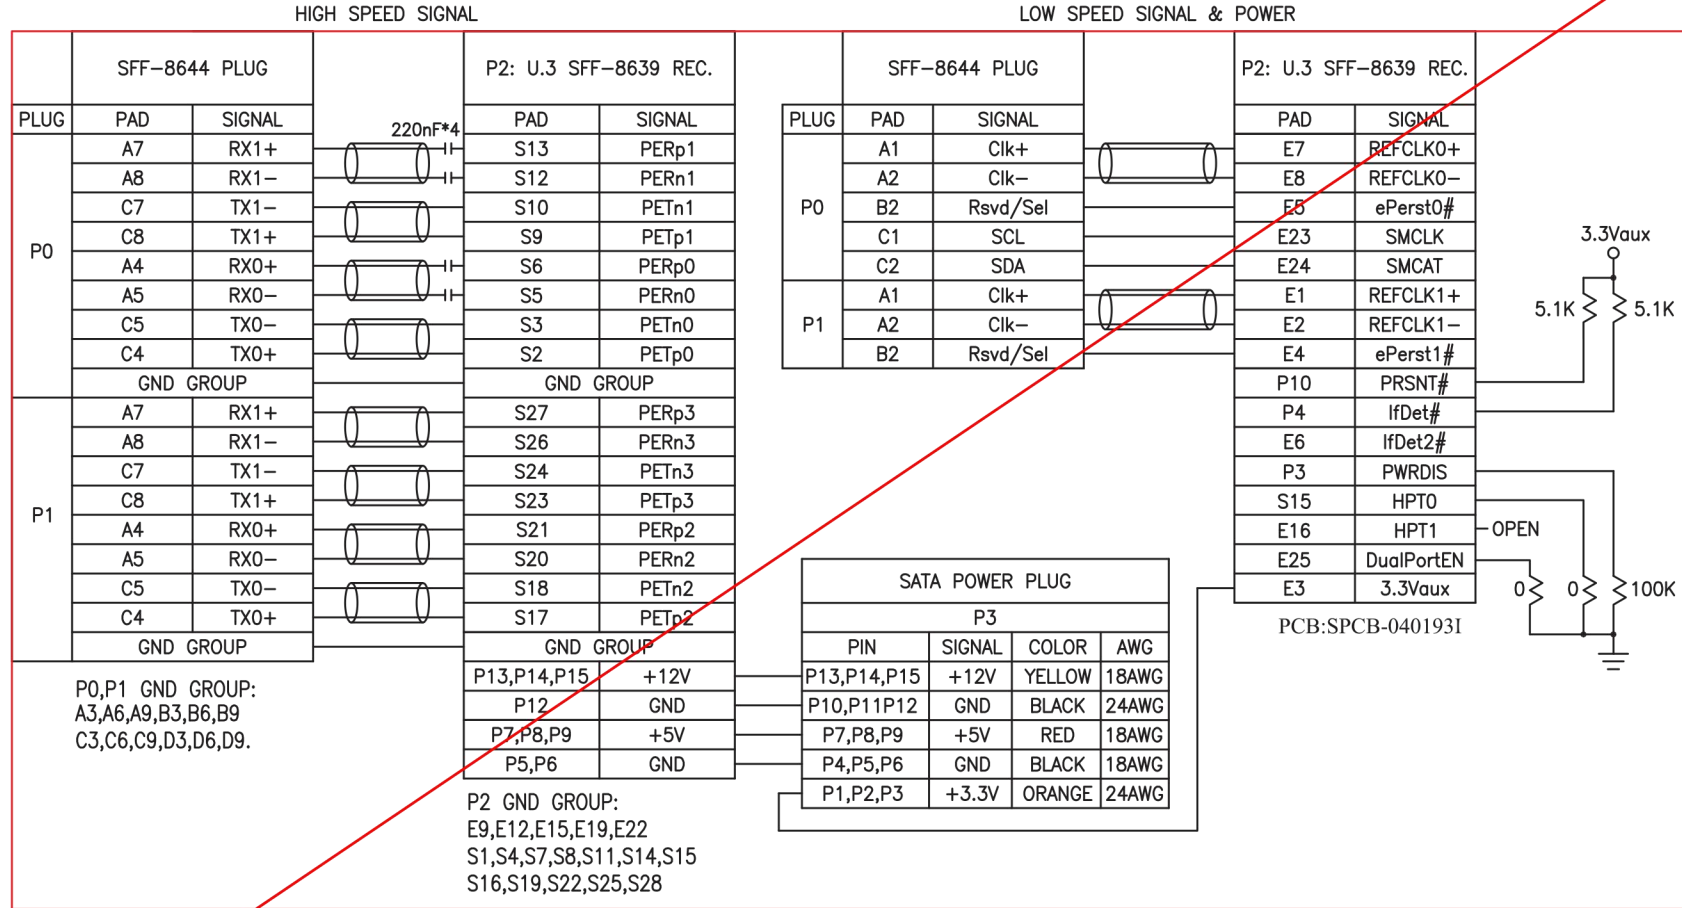 HIGH SPEED SIGNAL
SFF-8644 PLUG P2: U.3 SFF-8639 REC.
PLUG PAD SIGNAL 220nF*4 PAD SIGNAL
P0
A7 RX1+ S13 PERp1
A8 RX1- S12 PERn1
C7 TX1- S10 PETn1
C8 TX1+ S9 PETp1
A4 RX0+ S6 PERp0
A5 RX0- S5 PERn0
C5 TX0- S3 PETn0
C4 TX0+ S2 PETp0
GND GROUP GND GROUP
P1
A7 RX1+ S27 PERp3
A8 RX1- S26 PERn3
C7 TX1- S24 PETn3
C8 TX1+ S23 PETp3
A4 RX0+ S21 PERp2
A5 RX0- S20 PERn2
C5 TX0- S18 PETn2
C4 TX0+ S17 PETp2
GND GROUP GND GROUP
P13,P14,P15 +12V
P12 GND
P7,P8,P9 +5V
P5,P6 GND
P0,P1 GND GROUP:
A3,A6,A9,B3,B6,B9
C3,C6,C9,D3,D6,D9.
P2 GND GROUP:
E9,E12,E15,E19,E22
S1,S4,S7,S8,S11,S14,S15
S16,S19,S22,S25,S28
LOW SPEED SIGNAL & POWER
SFF-8644 PLUG P2: U.3 SFF-8639 REC.
PLUG PAD SIGNAL PAD SIGNAL
P0
A1 Clk+ E7 REFCLK0+
A2 Clk- E8 REFCLK0-
B2 Rsvd/Sel E5 ePerst0#
C1 SCL E23 SMCLK
C2 SDA E24 SMCAT
P1
A1 Clk+ E1 REFCLK1+
A2 Clk- E2 REFCLK1-
B2 Rsvd/Sel E4 ePerst1#
P10 PRSNT#
P4 IfDet#
E6 IfDet2#
P3 PWRDIS
S15 HPT0
E16 HPT1 OPEN
E25 DualPortEN
E3 3.3Vaux
3.3Vaux
5.1K 5.1K
0 0 100K
PCB:SPCB-040193I
SATA POWER PLUG
P3
PIN SIGNAL COLOR AWG
P13,P14,P15 +12V YELLOW 18AWG
P10,P11P12 GND BLACK 24AWG
P7,P8,P9 +5V RED 18AWG
P4,P5,P6 GND BLACK 18AWG
P1,P2,P3 +3.3V ORANGE 24AWG